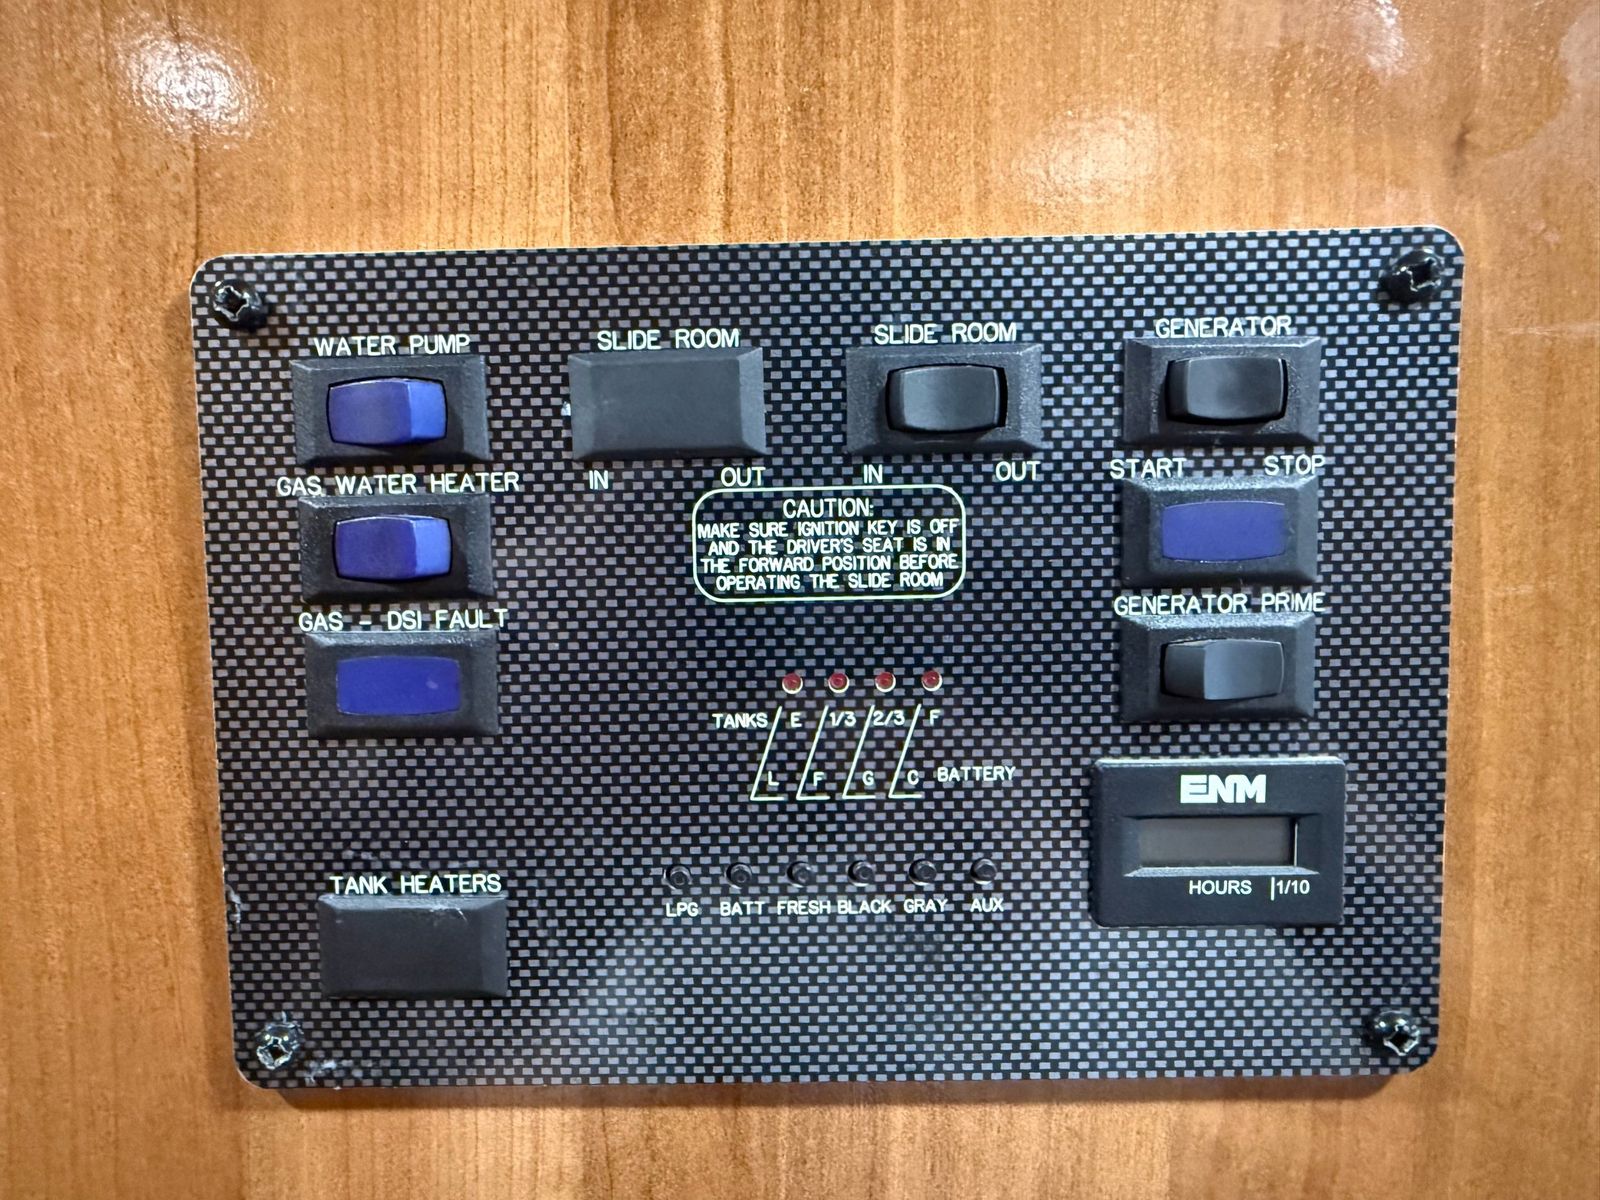 WATER PUMP
SLIDE ROOM
SLIDE ROOM
GENERATOR
IN OUT
IN OUT
START STOP
GAS WATER HEATER
CAUTION:
MAKE SURE IGNITION KEY IS OFF
AND THE DRIVER'S SEAT IS IN
THE FORWARD POSITION BEFORE
OPERATING THE SLIDE ROOM
GAS - DSI FAULT
GENERATOR PRIME
TANKS E 1/3 2/3 F
L F G C BATTERY
ENM
HOURS 1/10
TANK HEATERS
LPG BATT FRESH BLACK GRAY AUX